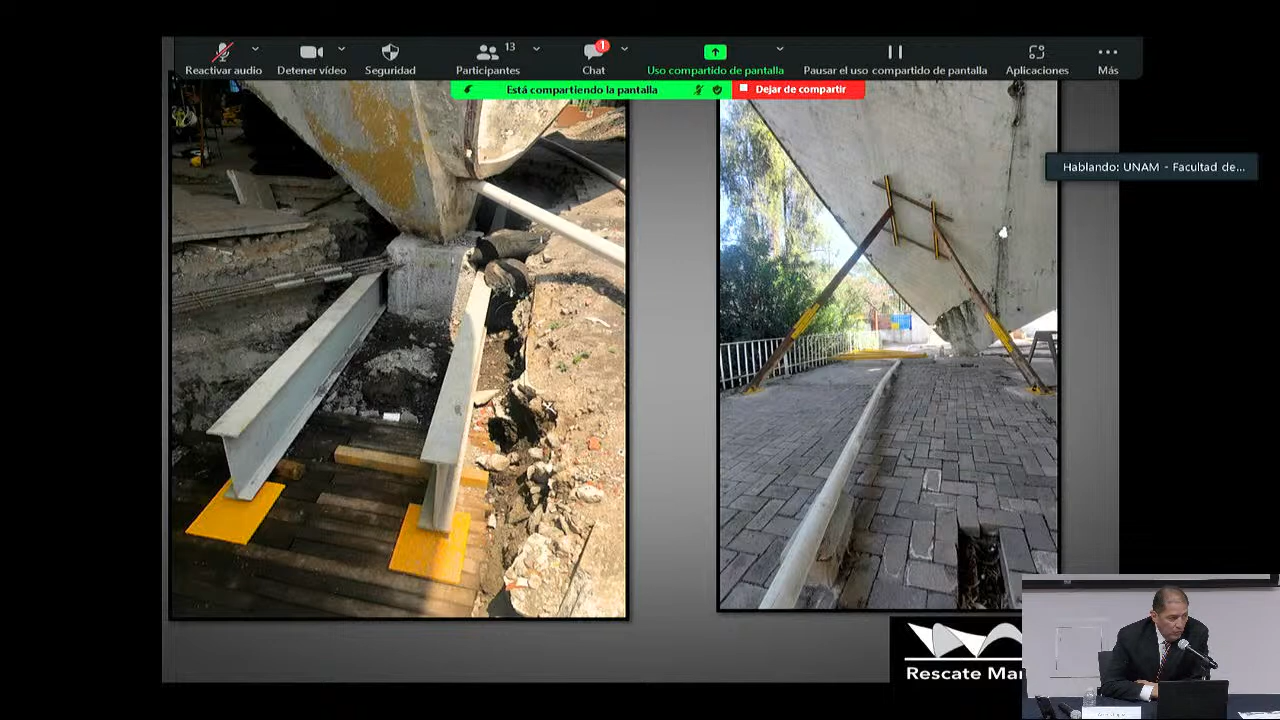 Reactivar audio
Detener vídeo
Seguridad
Participantes
13
Chat
1
Uso compartido de pantalla
Pausar el uso compartido de pantalla
Aplicaciones
Más
Está compartiendo la pantalla
Dejar de compartir
Hablando: UNAM - Facultad de...
Rescate Man